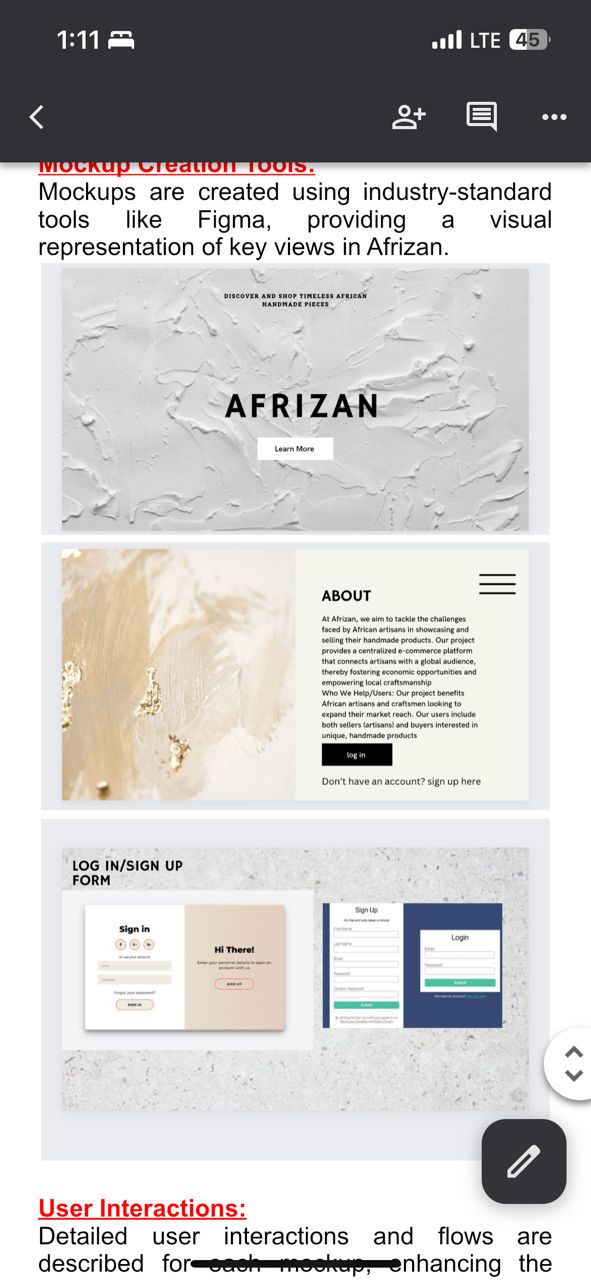 1:11
LTE 45
Mockup Creation Tools:
Mockups are created using industry-standard
tools like Figma, providing a visual
representation of key views in Afrizan.
DISCOVER AND SHOP TIMELESS AFRICAN
HANDMADE PIECES
AFRIZAN
Learn More
ABOUT
At Afrizan, we aim to tackle the challenges
faced by African artisans in showcasing and
selling their handmade products. Our project
provides a centralized e-commerce platform
that connects artisans with a global audience,
thereby fostering economic opportunities and
empowering local craftsmanship
Who We Help/Users: Our project benefits
African artisans and craftsmen looking to
expand their market reach. Our users include
both sellers (artisans) and buyers interested in
unique, handmade products
log in
Don't have an account? sign up here
LOG IN/SIGN UP
FORM
Sign in
or use your account
Email
Password
Forgot your password?
SIGN IN
Hi There!
Enter your personal details to open an
account with us
SIGN UP
Sign Up
It's free and only takes a minute
First Name
Last Name
Email
Password
Confirm Password
Submit
Login
Email
Password
Submit
User Interactions:
Detailed user interactions and flows are
described for each mockup, enhancing the